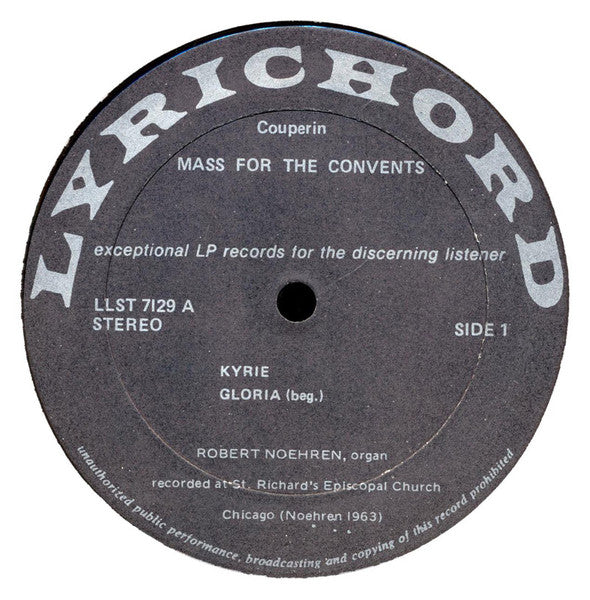 LYRICHORD
Couperin
MASS FOR THE CONVENTS
exceptional LP records for the discerning listener
LLST 7129 A
STEREO
SIDE 1
KYRIE
GLORIA (beg.)
ROBERT NOEHREN, organ
recorded at St. Richard's Episcopal Church
Chicago (Noehren 1963)
unauthorized public performance, broadcasting and copying of this record prohibited